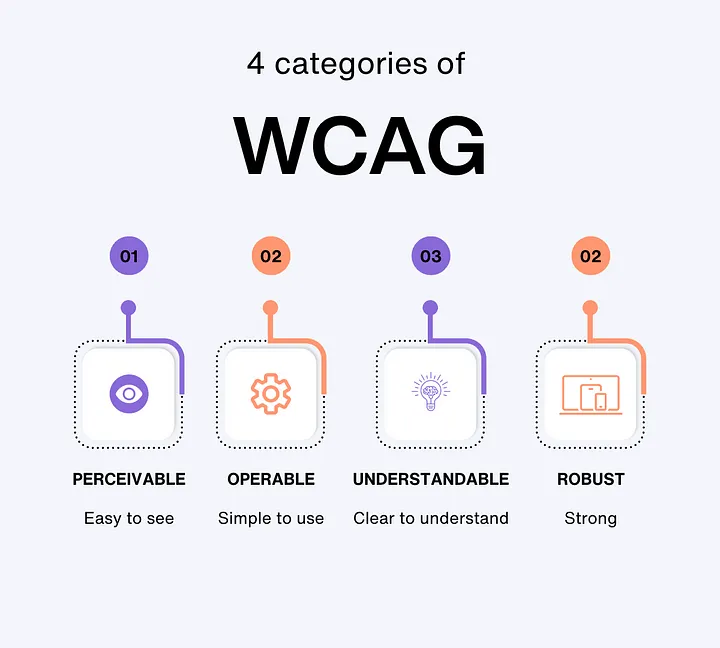 4 categories of
WCAG
01
02
03
02
PERCEIVABLE
OPERABLE
UNDERSTANDABLE
ROBUST
Easy to see
Simple to use
Clear to understand
Strong